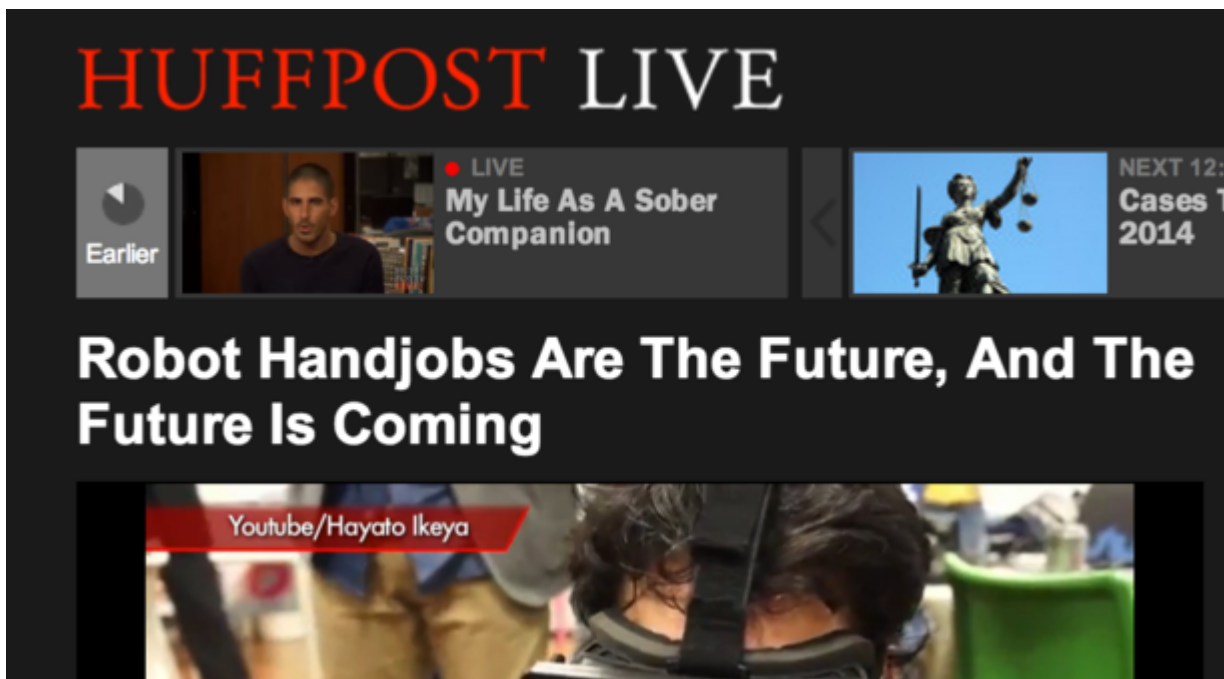 HUFFPOST LIVE
Earlier
LIVE
My Life As A Sober
Companion
NEXT 12:
Cases
2014
Robot Handjobs Are The Future, And The
Future Is Coming
Youtube/Hayato Ikeya